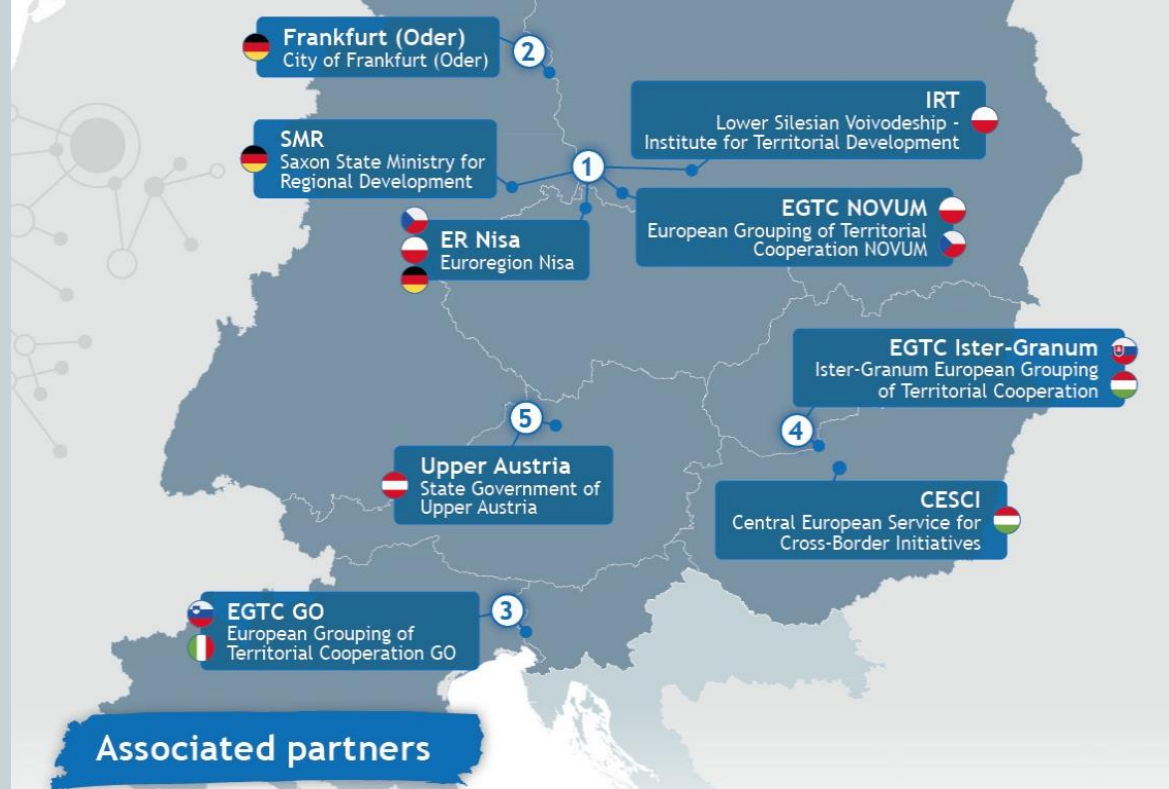 Frankfurt (Oder)
City of Frankfurt (Oder)
2
IRT
Lower Silesian Voivodeship -
Institute for Territorial Development
SMR
Saxon State Ministry for
Regional Development
1
EGTC NOVUM
European Grouping of Territorial
Cooperation NOVUM
ER Nisa
Euroregion Nisa
EGTC Ister-Granum
Ister-Granum European Grouping
of Territorial Cooperation
5
4
Upper Austria
State Government of
Upper Austria
CESCI
Central European Service for
Cross-Border Initiatives
EGTC GO
European Grouping of
Territorial Cooperation GO
3
Associated partners